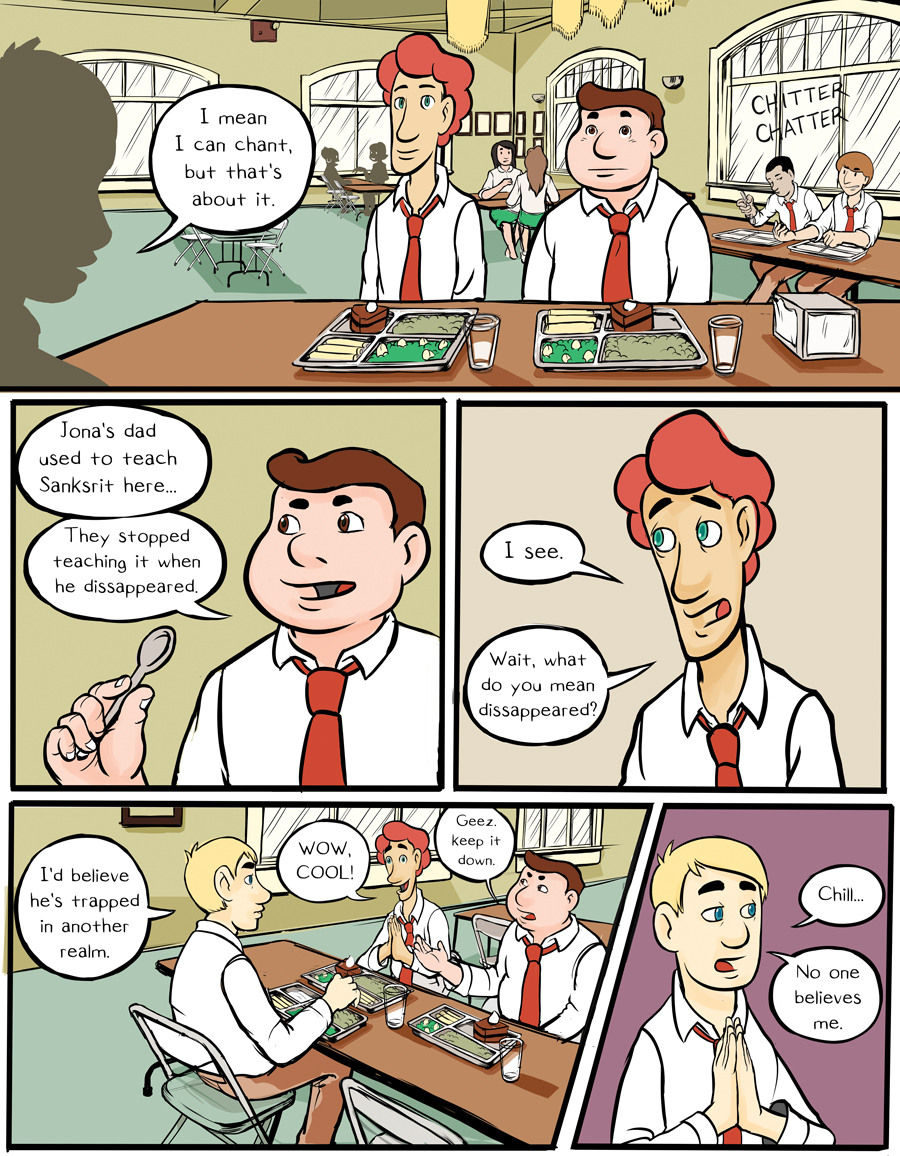 I mean
I can chant,
but that's
about it.
CHITTER
CHATTER
Jona's dad
used to teach
Sanksrit here...
They stopped
teaching it when
he dissappeared.
I see.
Wait, what
do you mean
dissappeared?
I'd believe
he's trapped
in another
realm.
WOW,
COOL!
Geez.
keep it
down.
Chill...
No one
believes
me.